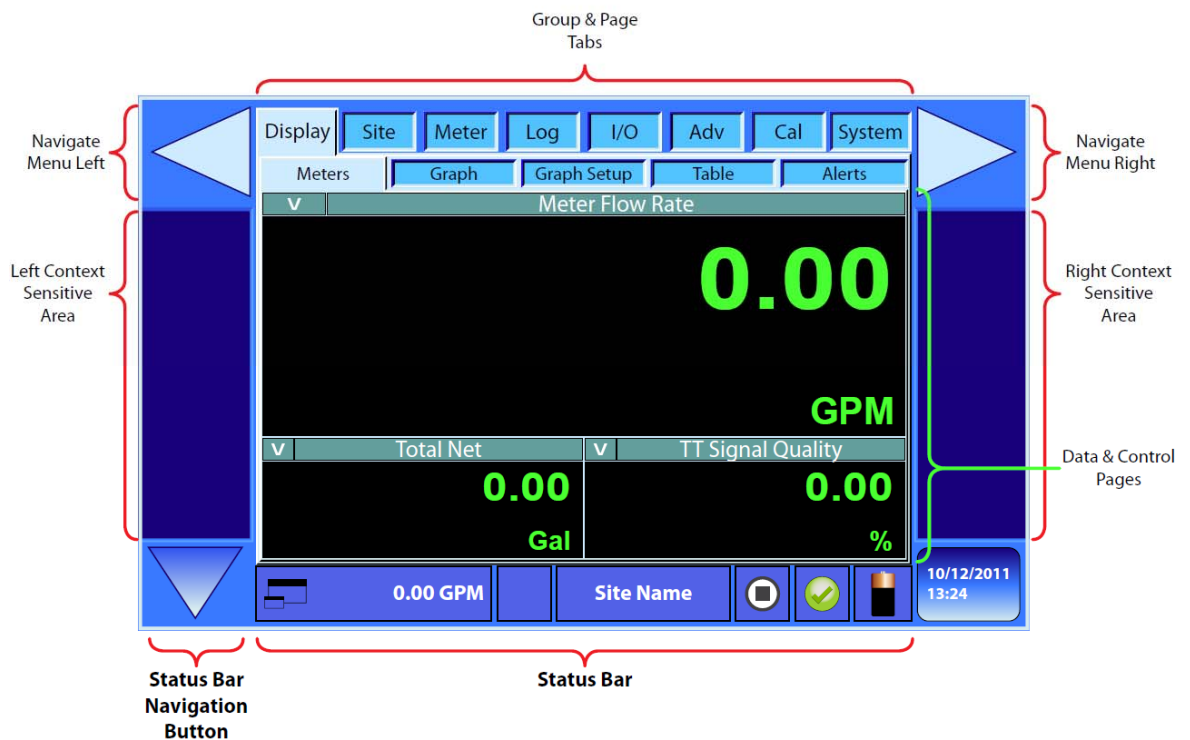 Group & Page
Tabs
Navigate
Menu Left
Display Site Meter Log I/O Adv Cal System
Navigate
Menu Right
Meters Graph Graph Setup Table Alerts
V Meter Flow Rate
0.00
GPM
Left Context
Sensitive
Area
Right Context
Sensitive
Area
V Total Net V TT Signal Quality
0.00 0.00
Gal %
Data & Control
Pages
0.00 GPM Site Name
10/12/2011
13:24
Status Bar
Navigation
Button
Status Bar